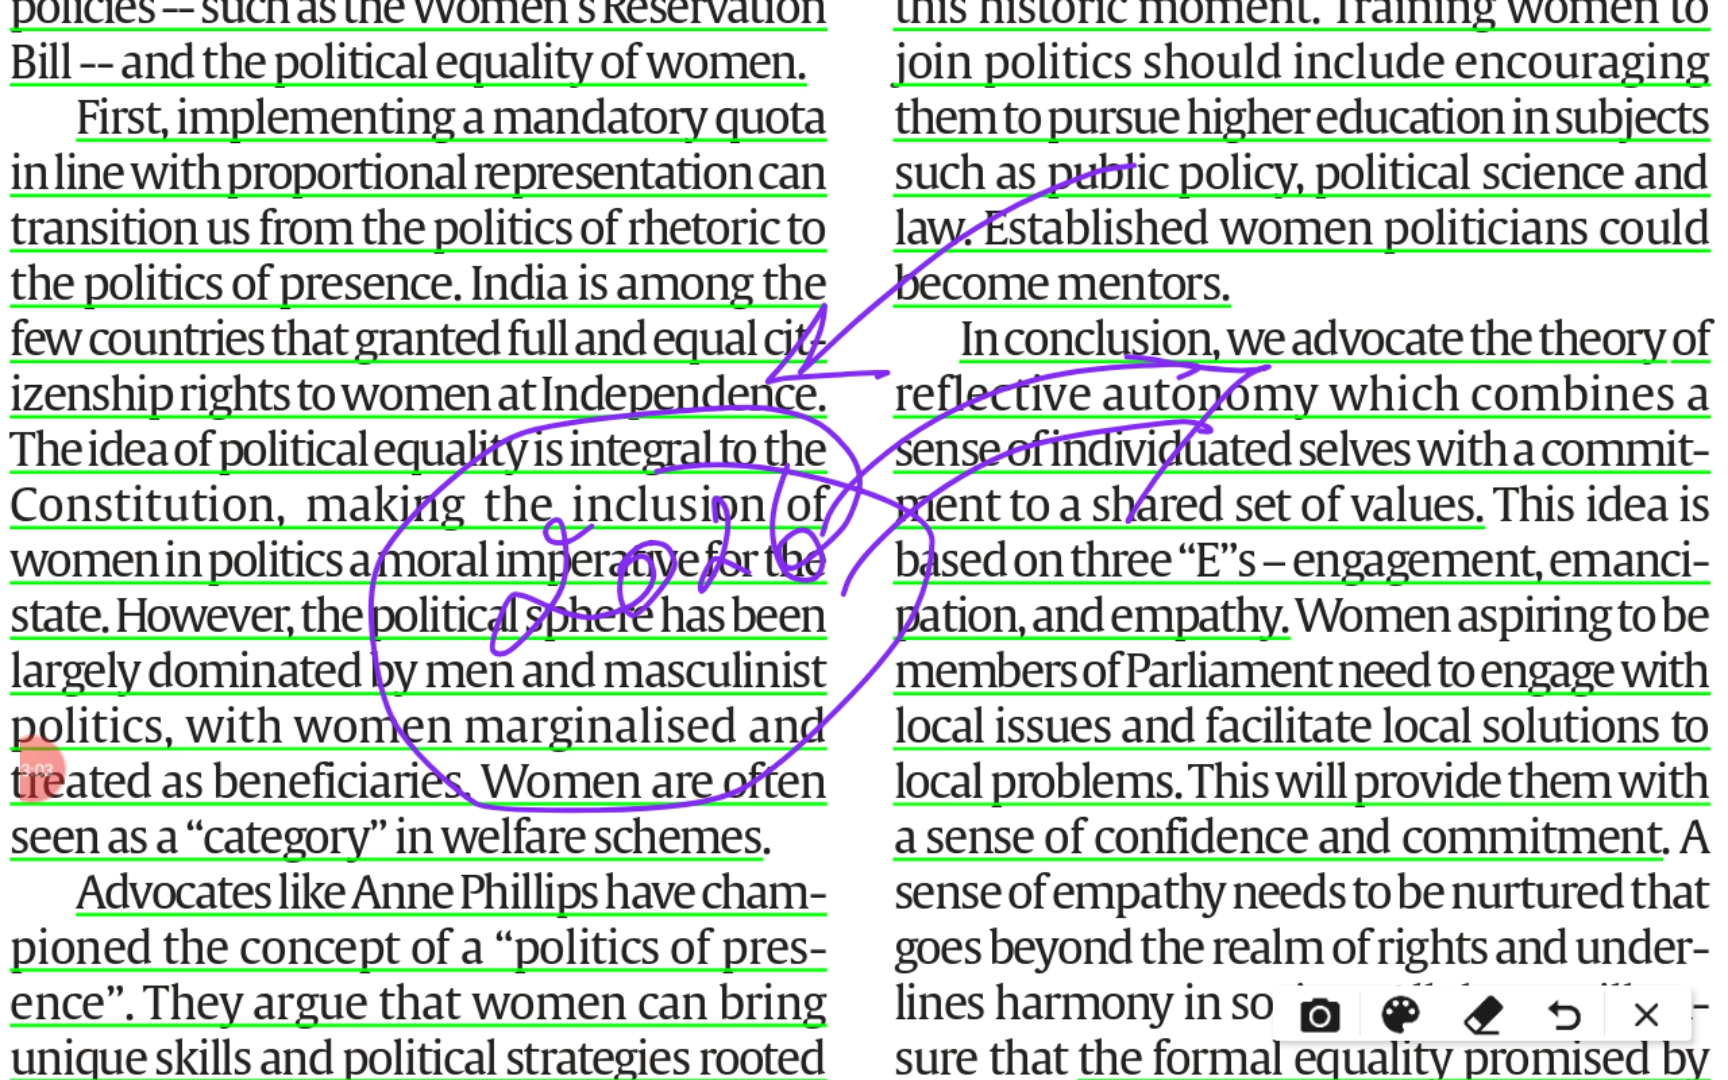 policies -- such as the Women's Reservation
Bill -- and the political equality of women.
First, implementing a mandatory quota
in line with proportional representation can
transition us from the politics of rhetoric to
the politics of presence. India is among the
few countries that granted full and equal cit-
izenship rights to women at Independence.
The idea of political equality is integral to the
Constitution, making the inclusion of
women in politics a moral imperative for the
state. However, the political sphere has been
largely dominated by men and masculinist
politics, with women marginalised and
treated as beneficiaries. Women are often
seen as a “category” in welfare schemes.
Advocates like Anne Phillips have cham-
pioned the concept of a “politics of pres-
ence”. They argue that women can bring
unique skills and political strategies rooted
2026
3:03
this historic moment. Training women to
join politics should include encouraging
them to pursue higher education in subjects
such as public policy, political science and
law. Established women politicians could
become mentors.
In conclusion, we advocate the theory of
reflective autonomy which combines a
sense of individuated selves with a commit-
ment to a shared set of values. This idea is
based on three “E”s – engagement, emanci-
pation, and empathy. Women aspiring to be
members of Parliament need to engage with
local issues and facilitate local solutions to
local problems. This will provide them with
a sense of confidence and commitment. A
sense of empathy needs to be nurtured that
goes beyond the realm of rights and under-
lines harmony in
sure that the formal equality promised by